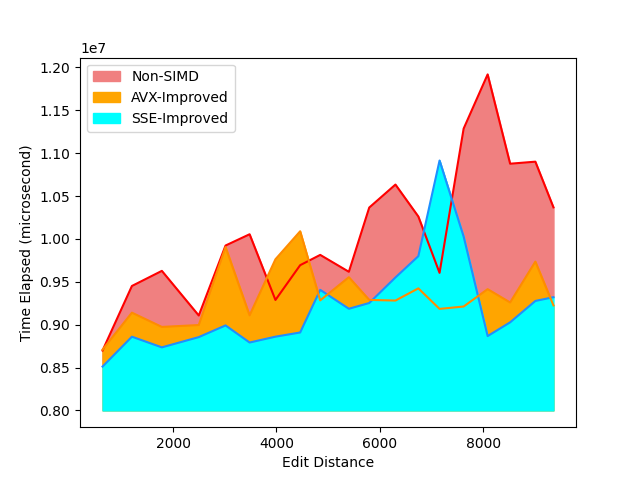 1e7
1.20
1.15
1.10
1.05
1.00
0.95
0.90
0.85
0.80
Time Elapsed (microsecond)
Non-SIMD
AVX-Improved
SSE-Improved
2000 4000 6000 8000
Edit Distance